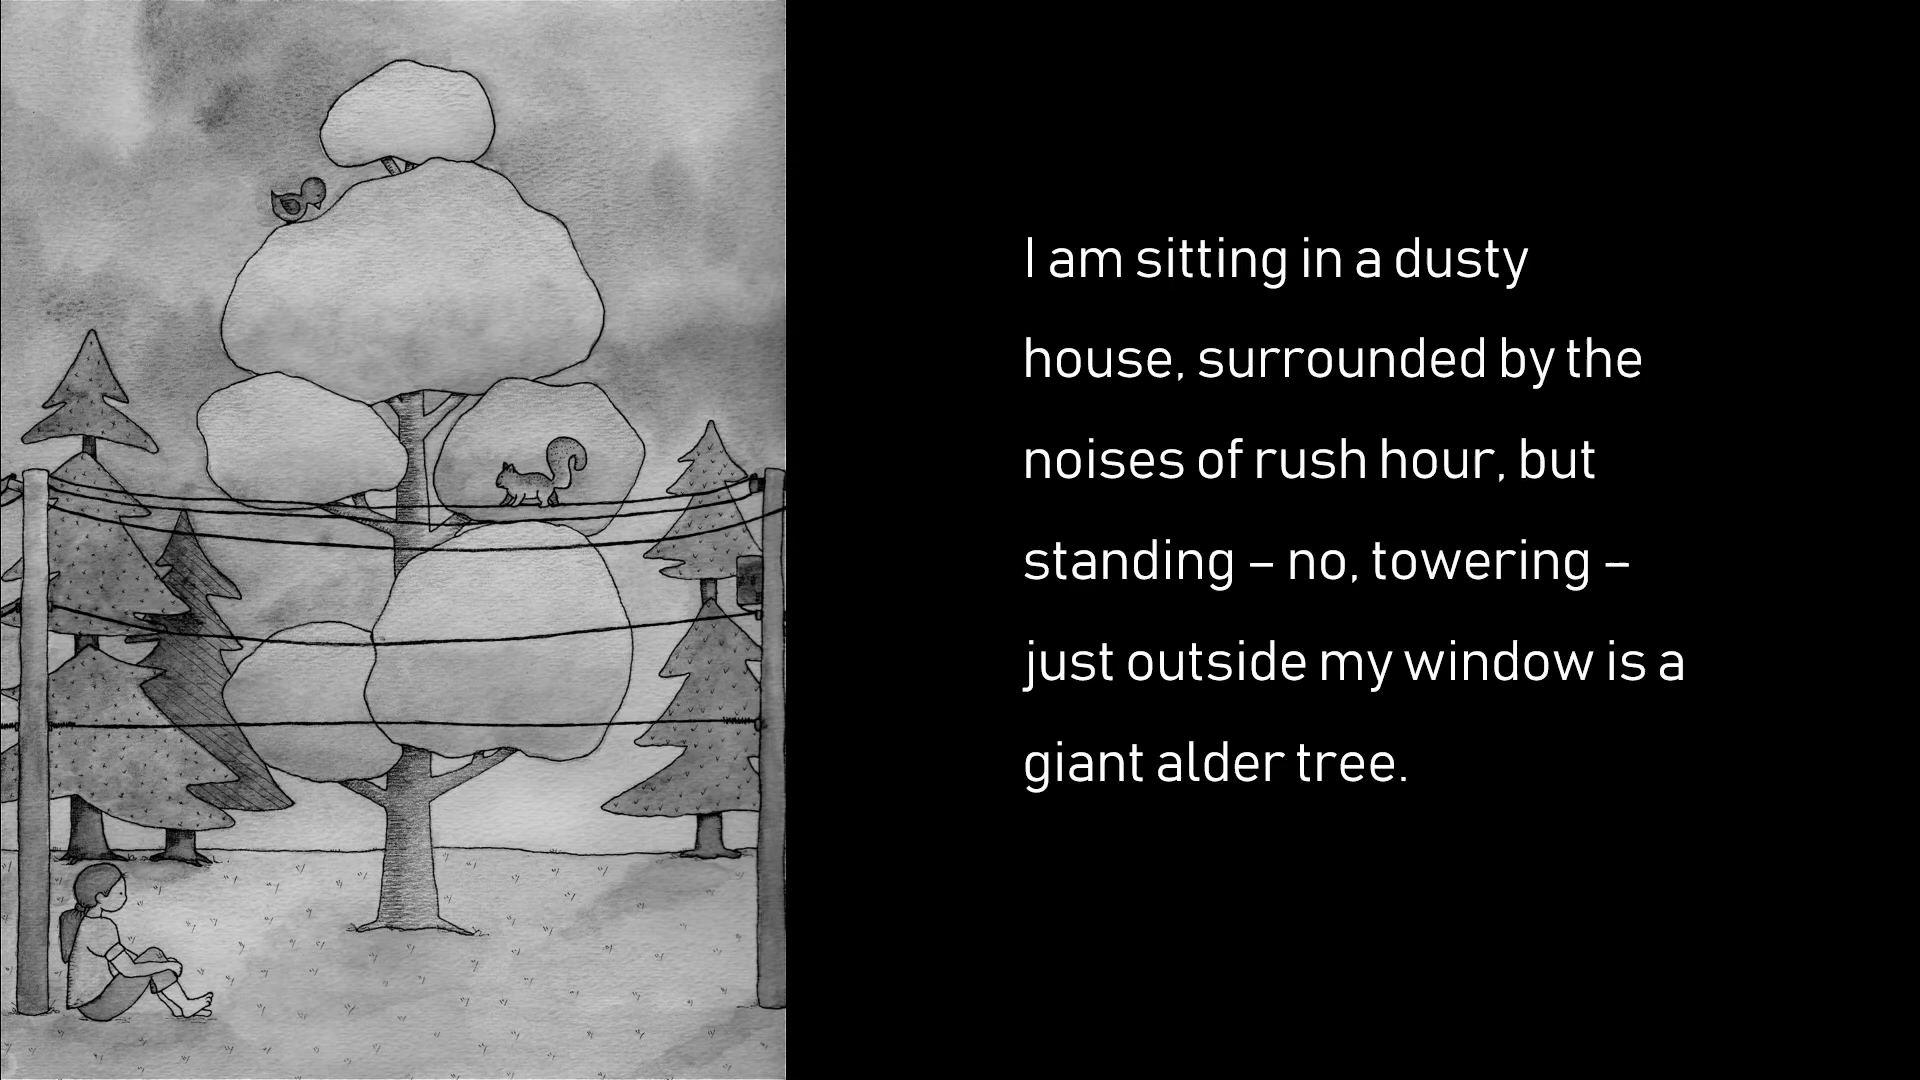 I am sitting in a dusty
house, surrounded by the
noises of rush hour, but
standing – no, towering –
just outside my window is a
giant alder tree.